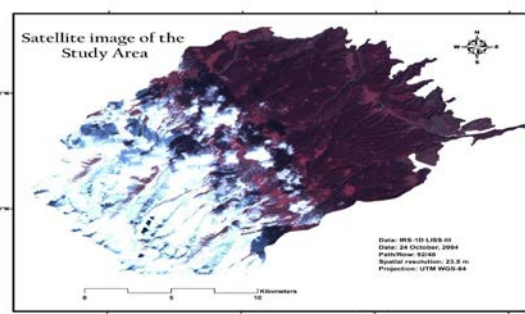 Satellite image of the
Study Area
N
W E
S
Data: IRS-1D LISS-III
Date: 24 October, 2004
Path/Row: 92/46
Spatial resolution: 23.5 m
Projection: UTM WGS-84
Kilometers
0 5 10